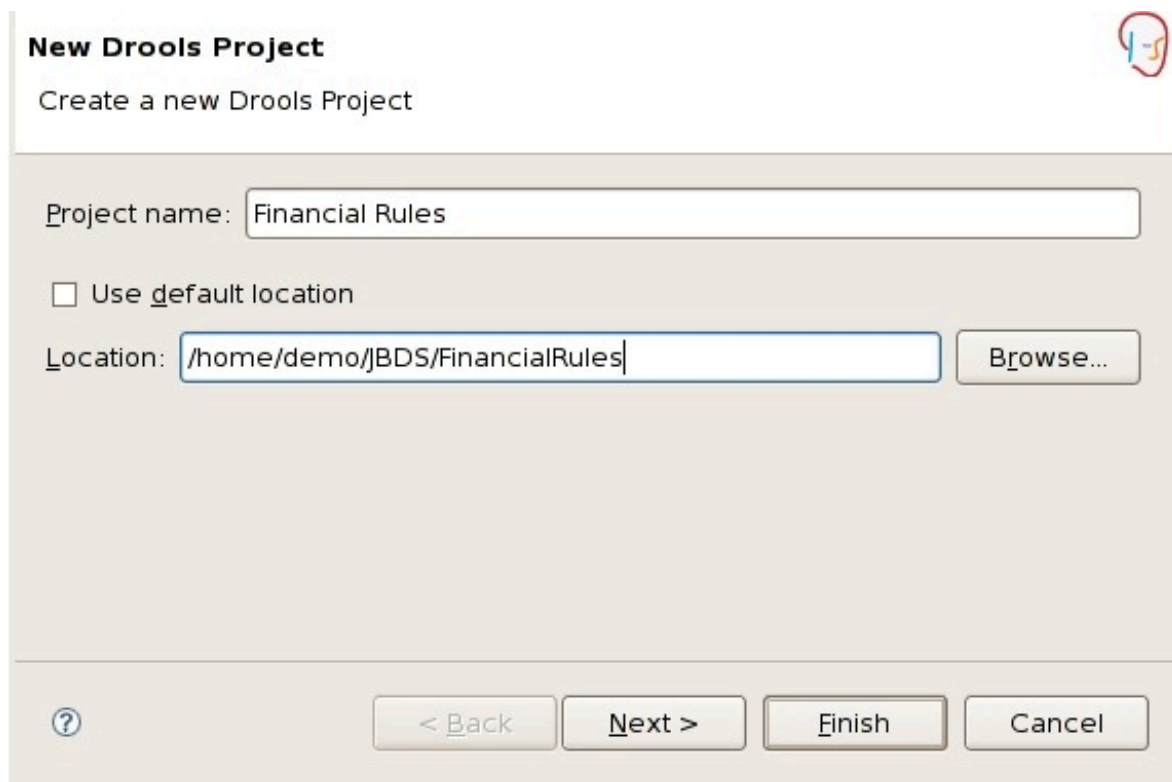 New Drools Project
Create a new Drools Project
Project name: Financial Rules
Use default location
Location: /home/demo/JBDS/FinancialRules Browse...
? < Back Next > Finish Cancel